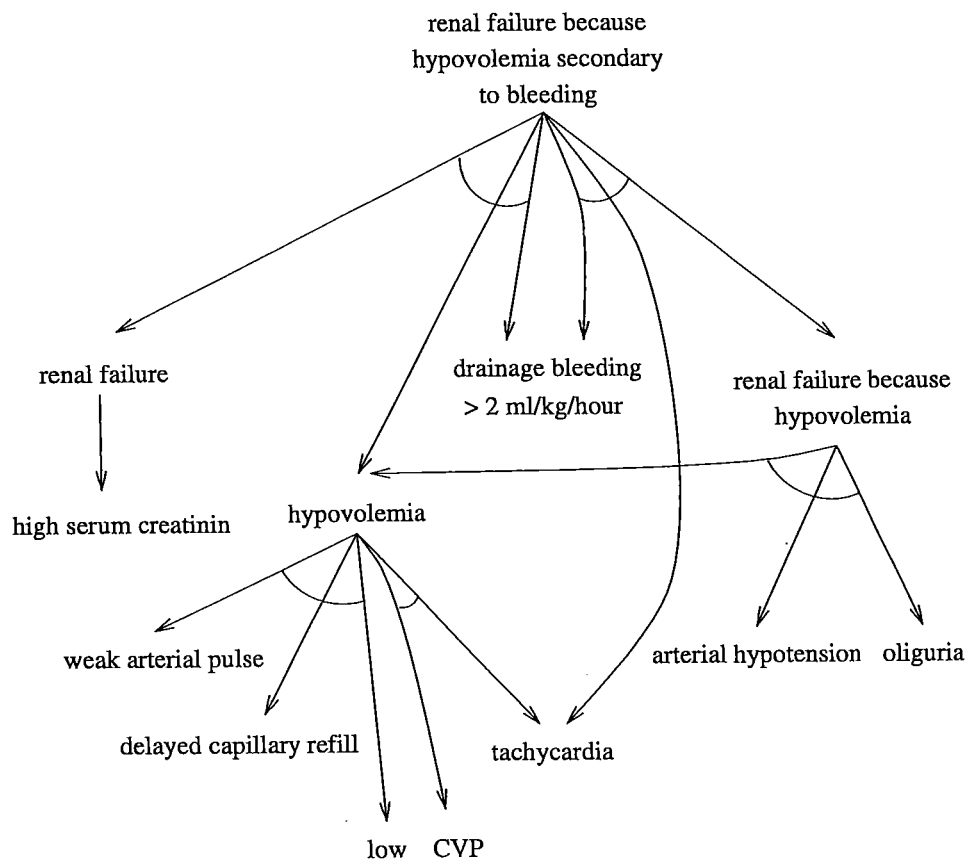 renal failure because
hypovolemia secondary
to bleeding
renal failure
drainage bleeding
> 2 ml/kg/hour
renal failure because
hypovolemia
high serum creatinin
hypovolemia
weak arterial pulse
arterial hypotension
oliguria
delayed capillary refill
tachycardia
low CVP